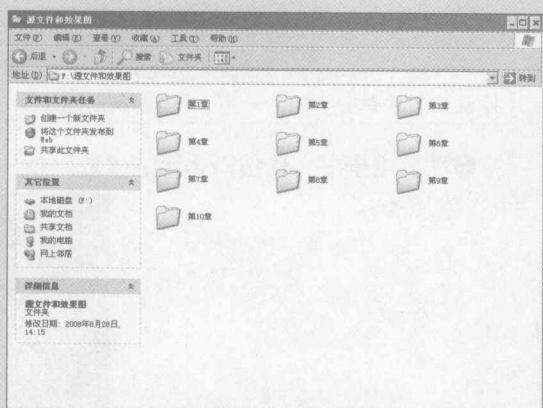 源文件和效果图
文件(F) 编辑(E) 查看(V) 收藏(A) 工具(T) 帮助(H)
后退 搜索 文件夹
地址(D) F:\源文件和效果图 转到
文件和文件夹任务
创建一个新文件夹
将这个文件夹发布到
Web
共享此文件夹
其它位置
本地磁盘 (F:)
我的文档
共享文档
我的电脑
网上邻居
详细信息
源文件和效果图
文件夹
修改日期: 2008年8月28日,
14:15
第1章 第2章 第3章
第4章 第5章 第6章
第7章 第8章 第9章
第10章